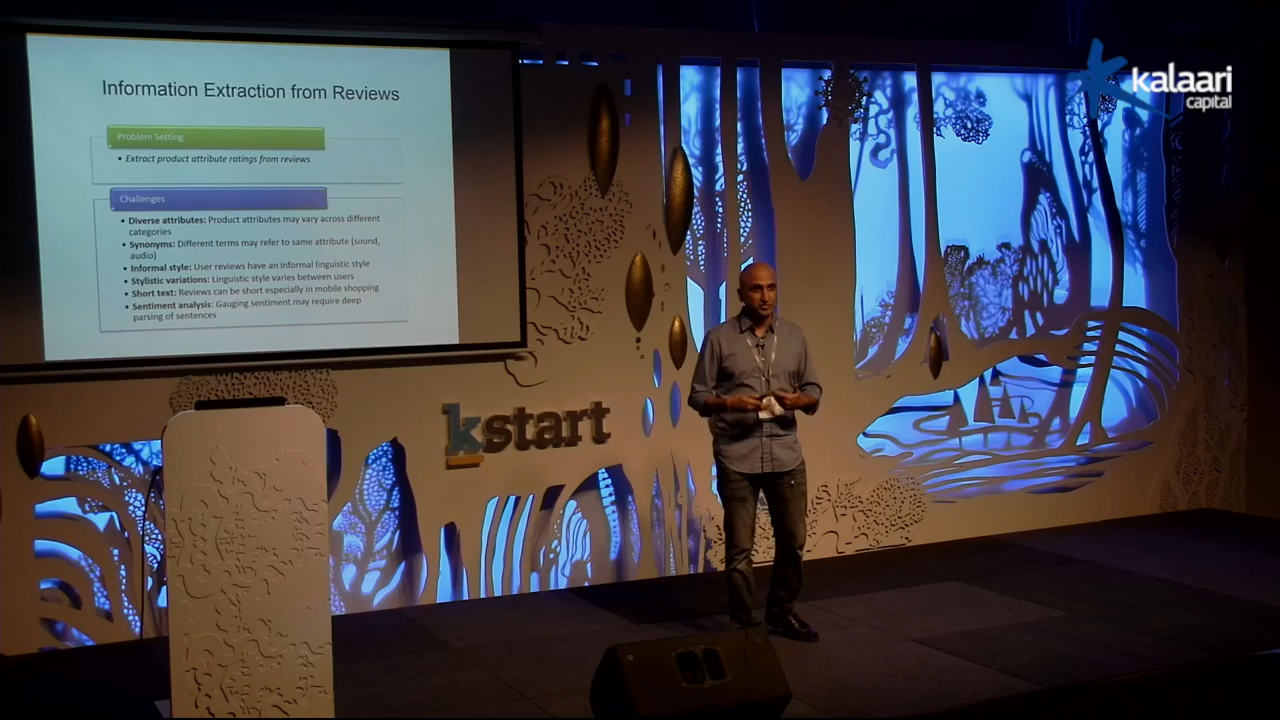 Information Extraction from Reviews
Problem Setting
• Extract product attribute ratings from reviews
Challenges
• Diverse attributes: Product attributes may vary across different
categories
• Synonyms: Different terms may refer to same attribute (sound,
audio)
• Informal style: User reviews have an informal linguistic style
• Stylistic variations: Linguistic style varies between users
• Short text: Reviews can be short especially in mobile shopping
• Sentiment analysis: Gauging sentiment may require deep
parsing of sentences
kstart
kalaari
capital